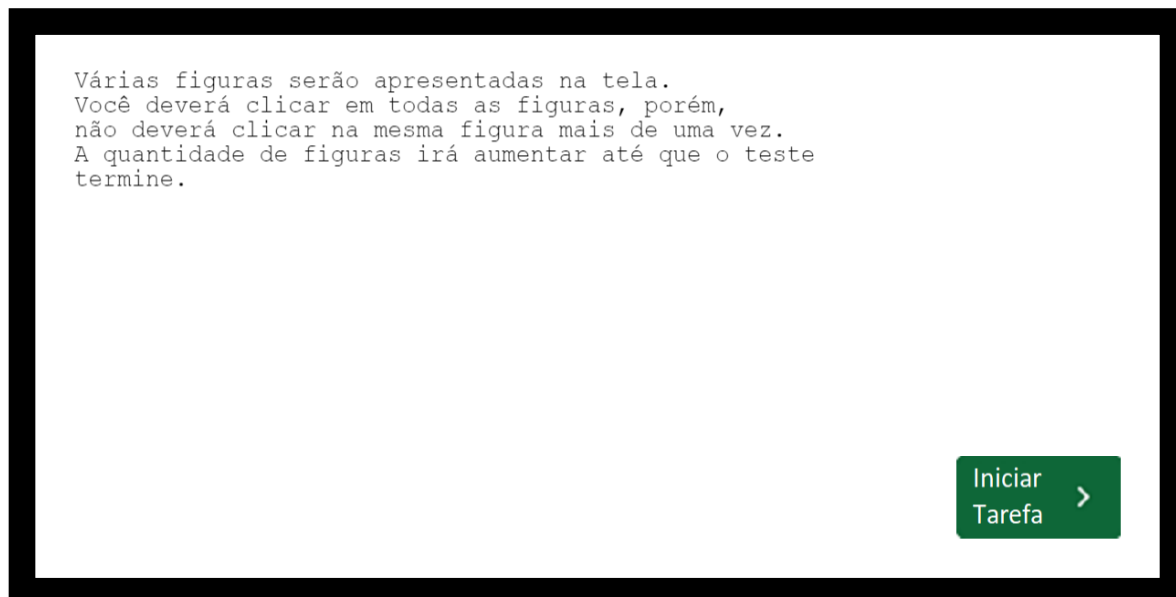 Várias figuras serão apresentadas na tela.
Você deverá clicar em todas as figuras, porém,
não deverá clicar na mesma figura mais de uma vez.
A quantidade de figuras irá aumentar até que o teste
termine.
Iniciar
Tarefa